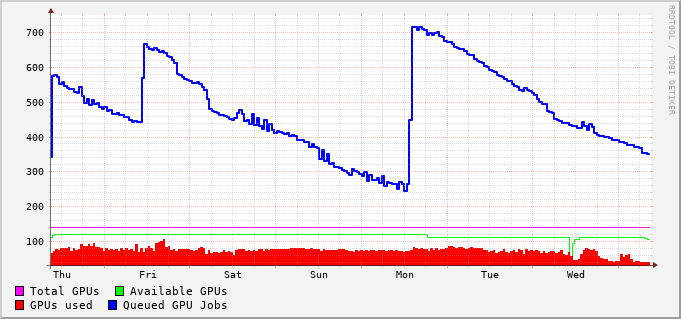 700
600
500
400
300
200
100
Thu Fri Sat Sun Mon Tue Wed
Total GPUs Available GPUs
GPUs used Queued GPU Jobs
RRDTOOL / TOBI OETIKER